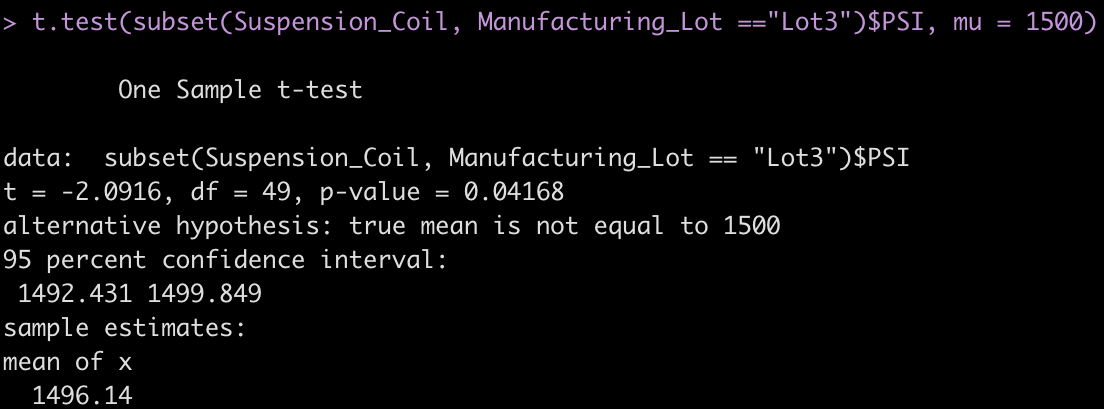 > t.test(subset(Suspension_Coil, Manufacturing_Lot =="Lot3")$PSI, mu = 1500)
One Sample t-test
data:  subset(Suspension_Coil, Manufacturing_Lot == "Lot3")$PSI
t = -2.0916, df = 49, p-value = 0.04168
alternative hypothesis: true mean is not equal to 1500
95 percent confidence interval:
1492.431 1499.849
sample estimates:
mean of x
1496.14